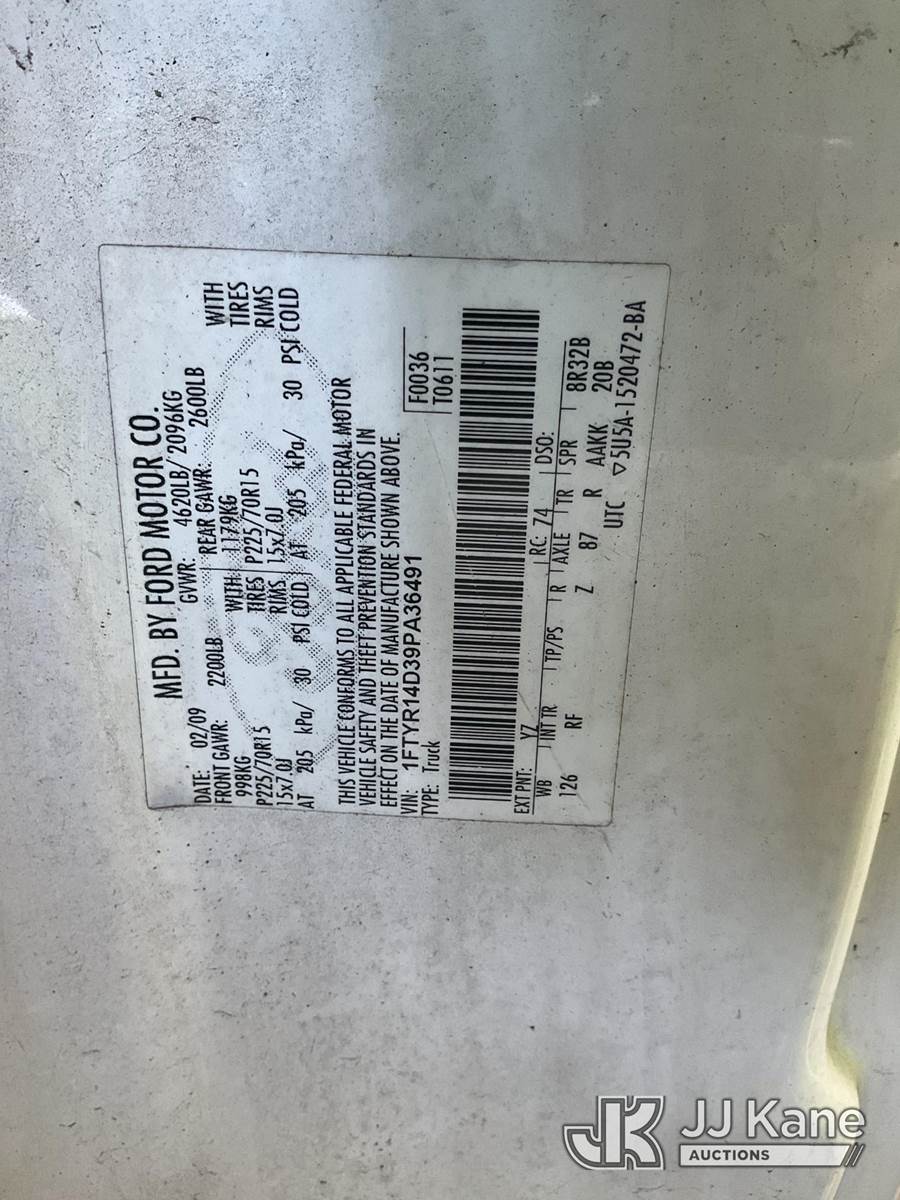 MFD. BY FORD MOTOR CO.
DATE: 02/09 GVWR: 4620LB/ 2096KG
FRONT GAWR: 2200LB REAR GAWR: 2600LB
998KG WITH 1179KG WITH
P225/70R15 TIRES P225/70R15 TIRES
15x7.0J RIMS 15x7.0J RIMS
AT 205 kPa/ 30 PSI COLD AT 205 kPa/ 30 PSI COLD
THIS VEHICLE CONFORMS TO ALL APPLICABLE FEDERAL MOTOR
VEHICLE SAFETY AND THEFT PREVENTION STANDARDS IN
EFFECT ON THE DATE OF MANUFACTURE SHOWN ABOVE.
VIN: 1FTYR14D39PA36491 F0036
TYPE: Truck T0611
EXT PNT: YZ RC: 74 DSO:
WB INT TR TP/PS R AXLE TR SPR 8R32B
126 RF Z 87 R AAKK 20B
UTC ▽5U5A-1520472-BA
JK JJ Kane
AUCTIONS